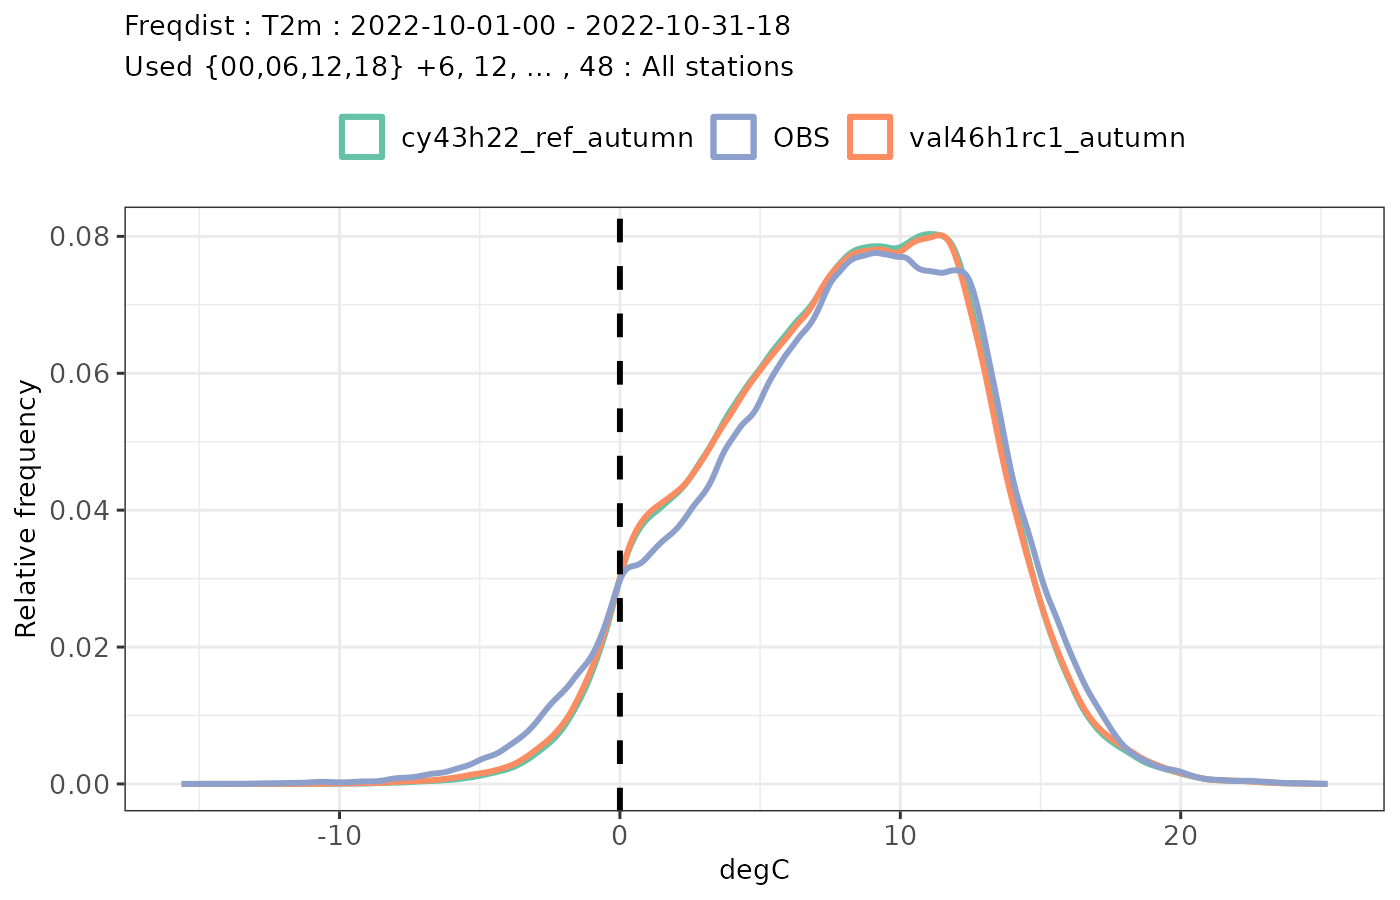 Freqdist : T2m : 2022-10-01-00 - 2022-10-31-18
Used {00,06,12,18} +6, 12, ... , 48 : All stations
cy43h22_ref_autumn OBS val46h1rc1_autumn
0.08
0.06
0.04
0.02
0.00
Relative frequency
-10 0 10 20
degC